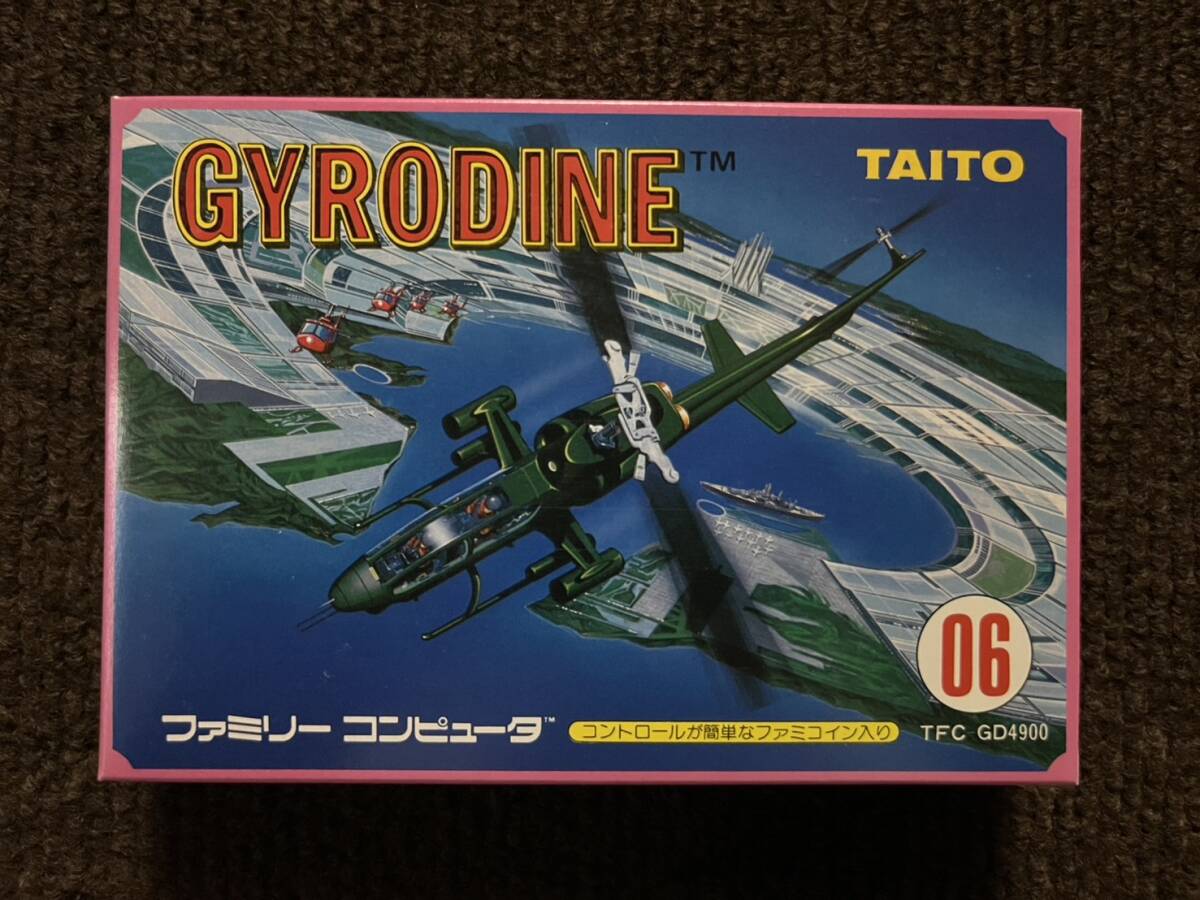 GYRODINE™
TAITO
06
ファミリー コンピュータ™
コントロールが簡単なファミコイン入り
TFC GD4900